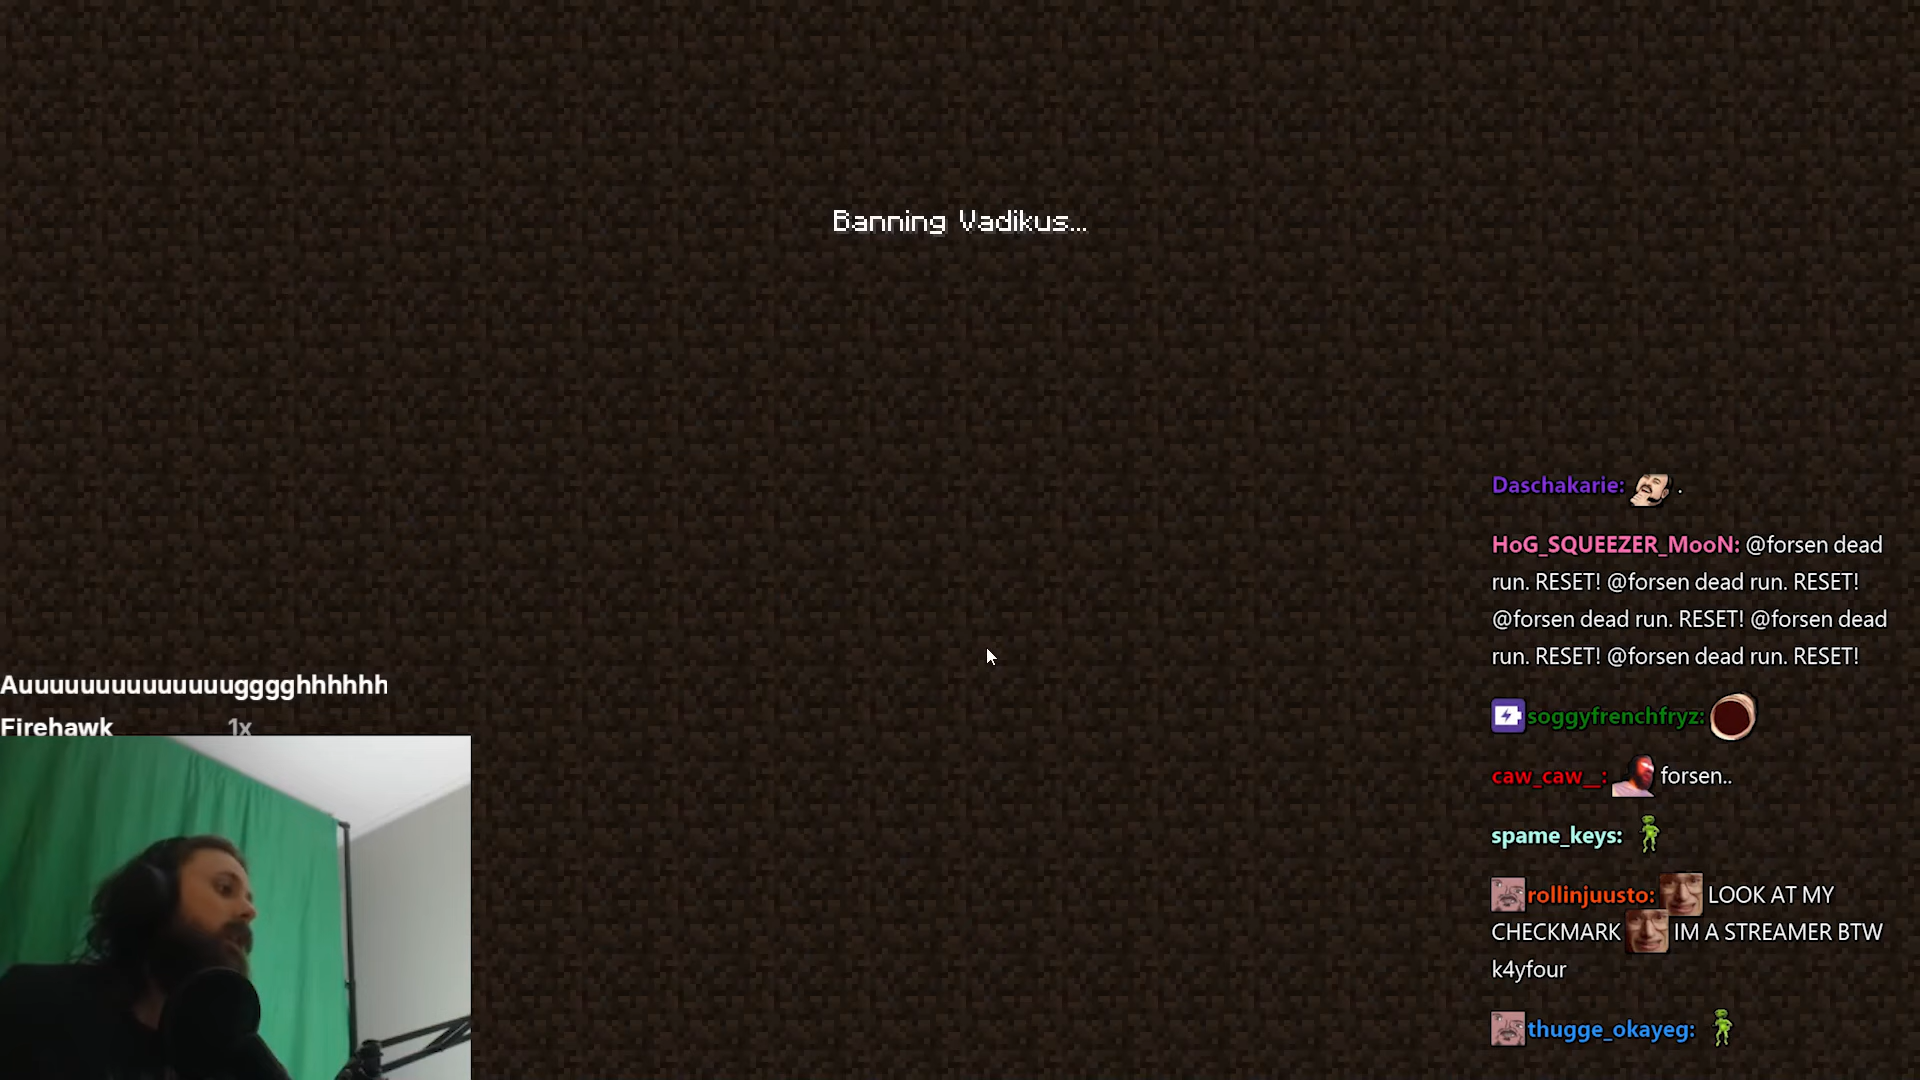 Banning Vadikus...
Daschakarie: .
HoG_SQUEEZER_MooN: @forsen dead
run. RESET! @forsen dead run. RESET!
@forsen dead run. RESET! @forsen dead
run. RESET! @forsen dead run. RESET!
soggyfrenchfryz:
caw_caw__: forsen..
spame_keys:
rollinjuusto: LOOK AT MY
CHECKMARK IM A STREAMER BTW
k4yfour
thugge_okayeg:
Auuuuuuuuuuuuuugggghhhhhh
Firehawk 1x